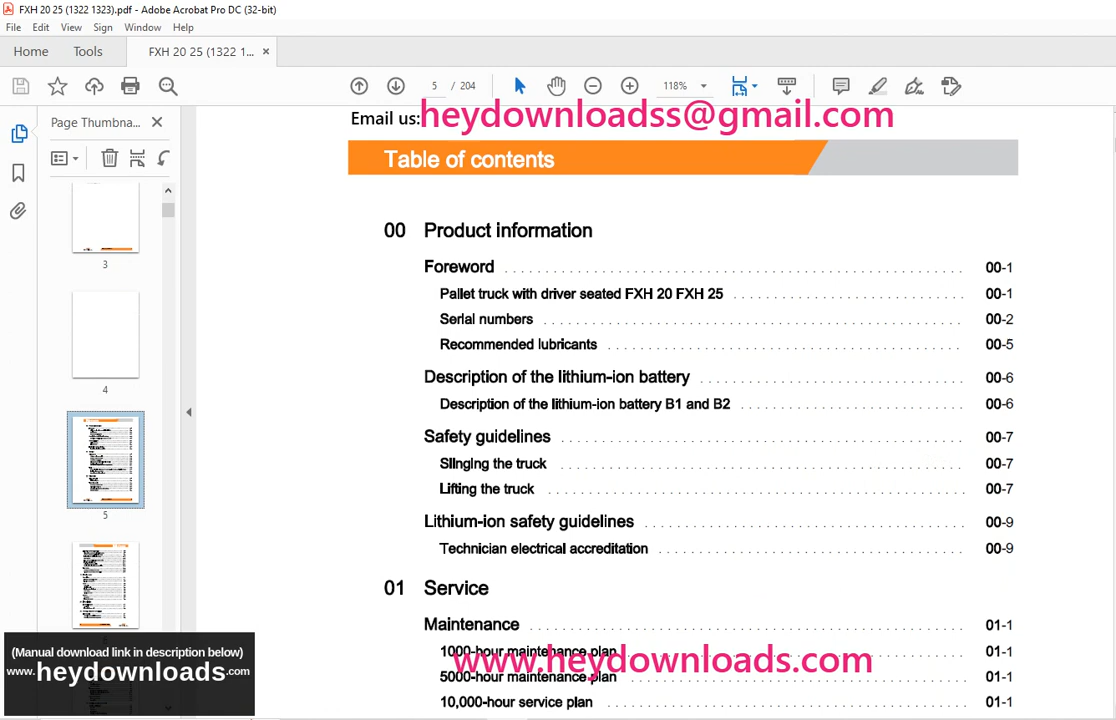 FXH 20 25 (1322 1323).pdf - Adobe Acrobat Pro DC (32-bit)
File Edit View Sign Window Help
Home Tools FXH 20 25 (1322 1... ×
5 / 204 118%
Page Thumbna... ×
3
4
5
Email us:heydownloadss@gmail.com
Table of contents
00 Product information
Foreword 00-1
Pallet truck with driver seated FXH 20 FXH 25 00-1
Serial numbers 00-2
Recommended lubricants 00-5
Description of the lithium-ion battery 00-6
Description of the lithium-ion battery B1 and B2 00-6
Safety guidelines 00-7
Slinging the truck 00-7
Lifting the truck 00-7
Lithium-ion safety guidelines 00-9
Technician electrical accreditation 00-9
01 Service
Maintenance 01-1
1000-hour maintenance plan 01-1
www.heydownloads.com
5000-hour maintenance plan 01-1
10,000-hour service plan 01-1
(Manual download link in description below)
www.heydownloads.com